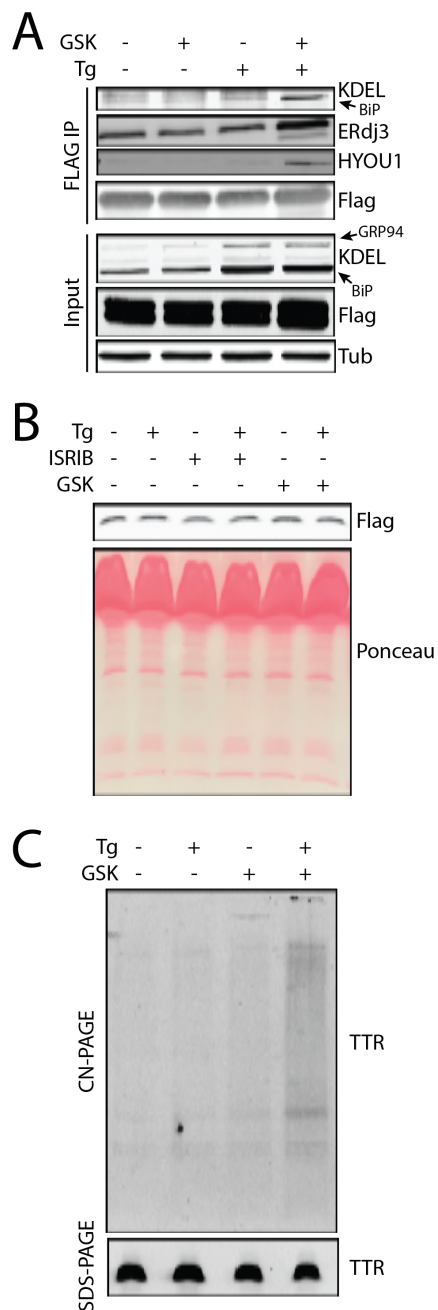 A
GSK - + - +
Tg - - + +
FLAG IP
KDEL
BiP
ERdj3
HYOU1
Flag
Input
GRP94
KDEL
BiP
Flag
Tub
B
Tg - + - + - +
ISRIB - - + + - -
GSK - - - - + +
Flag
Ponceau
C
Tg - + - +
GSK - - + +
CN-PAGE
TTR
SDS-PAGE
TTR